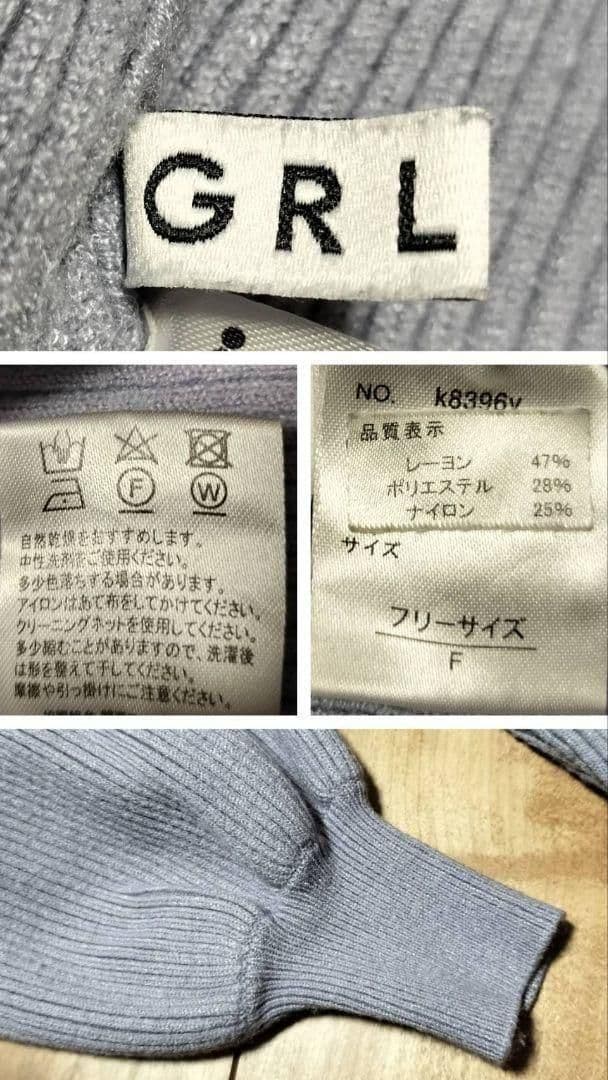 GRL
F
W
自然乾燥をおすすめします。
中性洗剤をご使用ください。
多少色落ちする場合があります。
アイロンはあて布をしてかけてください。
クリーニングネットを使用してください。
多少縮むことがありますので、洗濯後
は形を整えて干してください。
摩擦や引っ掛けにご注意ください。
NO. k8396v
品質表示
レーヨン 47%
ポリエステル 28%
ナイロン 25%
サイズ
フリーサイズ
F